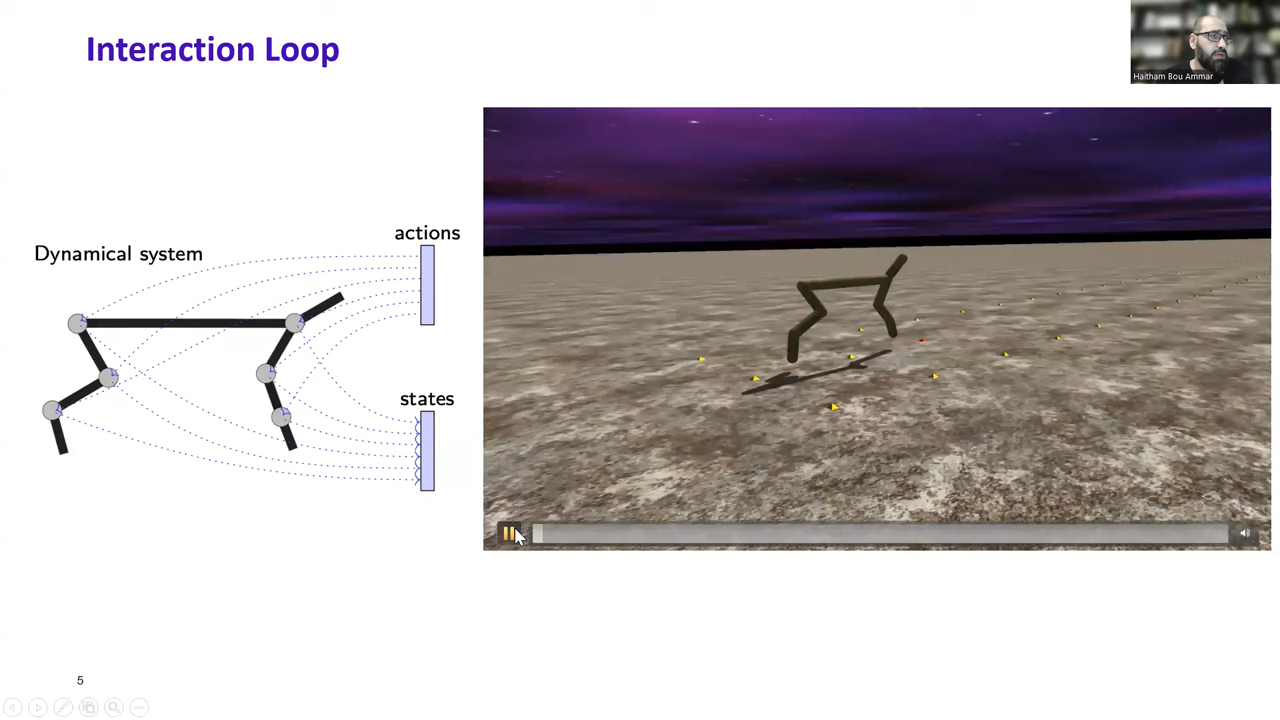 Interaction Loop
Haitham Bou Ammar
actions
Dynamical system
states
5